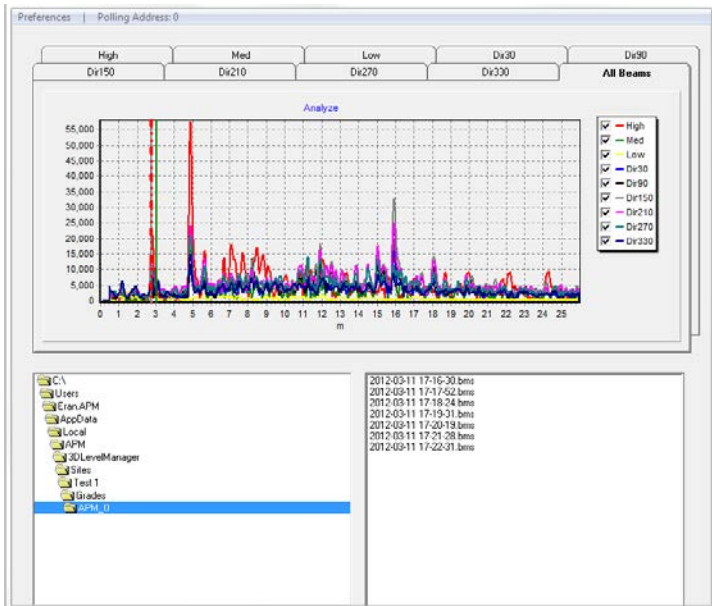 Preferences | Polling Address: 0
High Med Low Dir30 Dir90
Dir150 Dir210 Dir270 Dir330 All Beams
Analyze
55,000
50,000
45,000
40,000
35,000
30,000
25,000
20,000
15,000
10,000
5,000
0
0 1 2 3 4 5 6 7 8 9 10 11 12 13 14 15 16 17 18 19 20 21 22 23 24 25
m
High
Med
Low
Dir30
Dir90
Dir150
Dir210
Dir270
Dir330
C:\
Users
Eran.APM
AppData
Local
APM
3DLevelManager
Sites
Test 1
Grades
APM_0
2012-03-11 17-16-30.bms
2012-03-11 17-17-52.bms
2012-03-11 17-18-24.bms
2012-03-11 17-19-31.bms
2012-03-11 17-20-19.bms
2012-03-11 17-21-28.bms
2012-03-11 17-22-31.bms